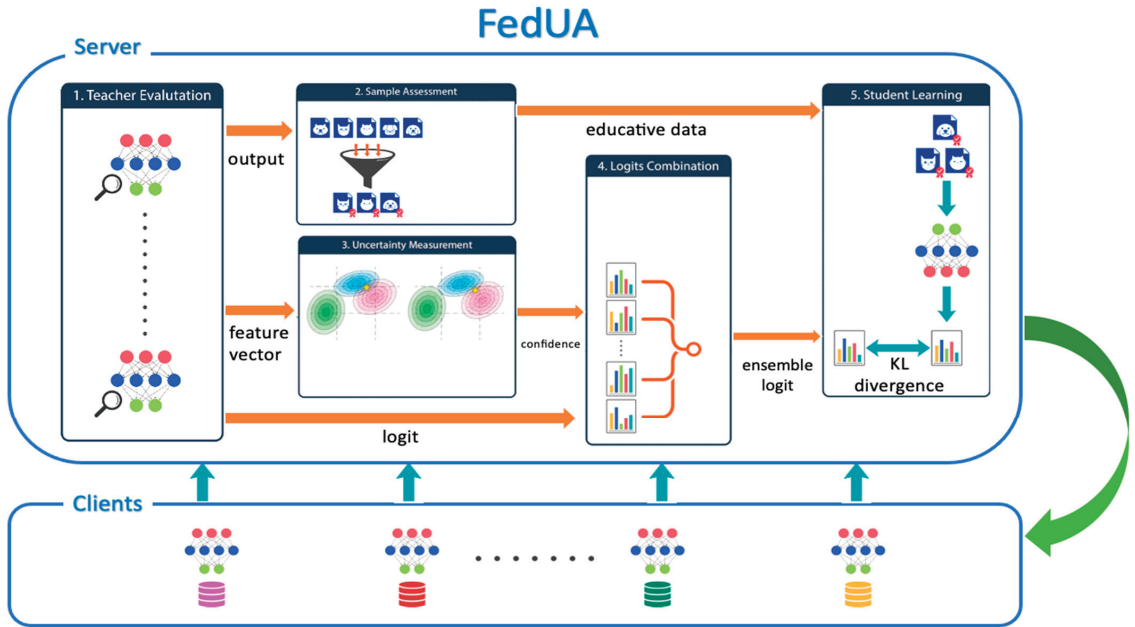 FedUA
Server
1. Teacher Evalutation
2. Sample Assessment
5. Student Learning
output
educative data
4. Logits Combination
3. Uncertainty Measurement
feature
vector
confidence
ensemble
logit
KL
divergence
logit
Clients